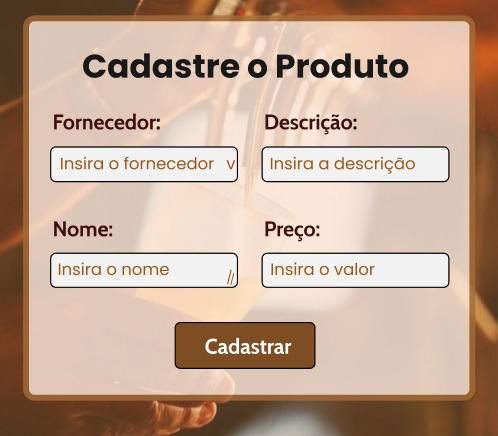 Cadastre o Produto
Fornecedor: Descrição:
Insira o fornecedor v Insira a descrição
Nome: Preço:
Insira o nome // Insira o valor
Cadastrar